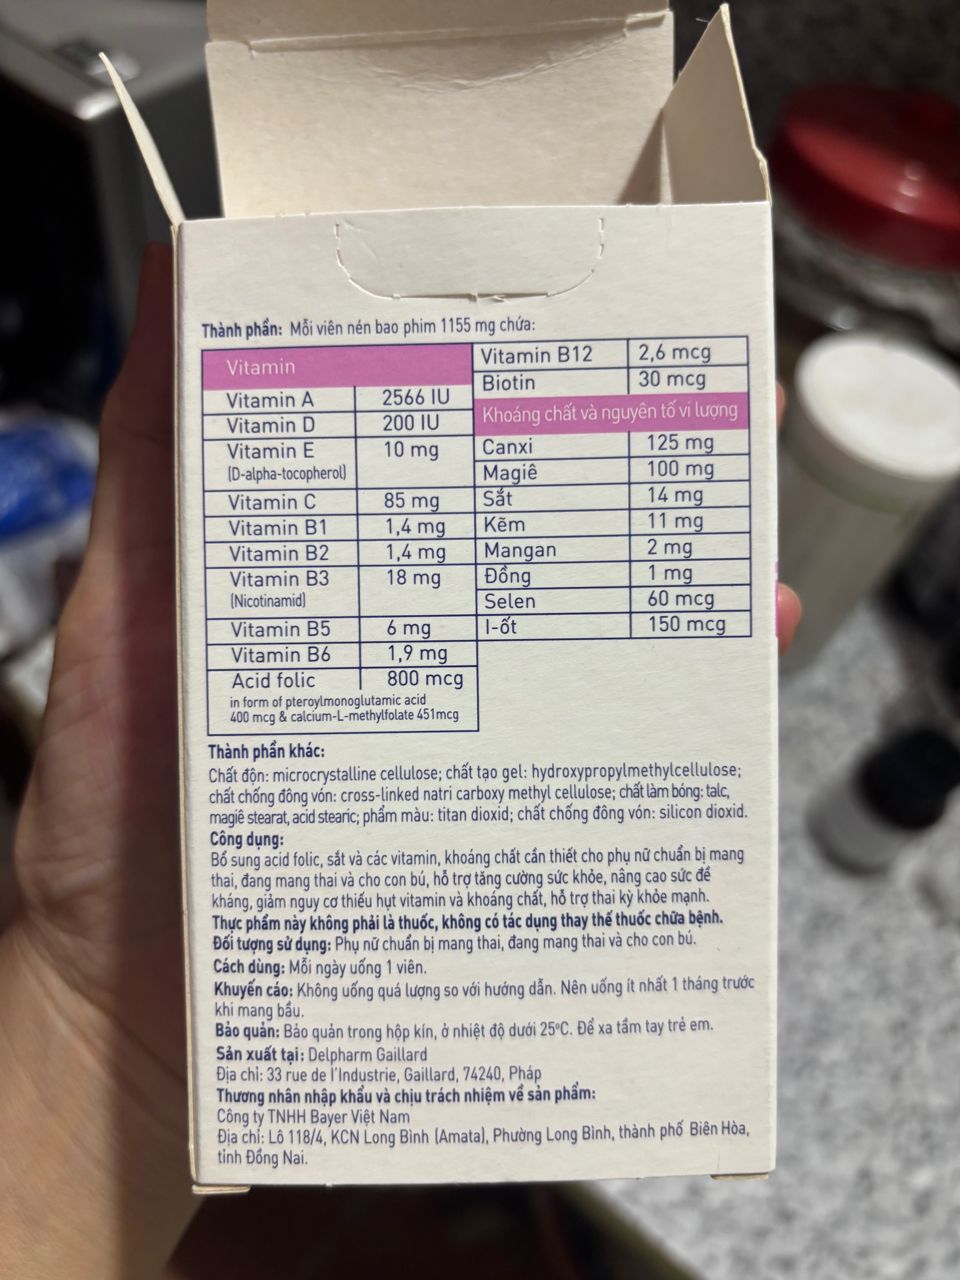 Thành phần: Mỗi viên nén bao phim 1155 mg chứa:
Vitamin
Vitamin A 2566 IU
Vitamin D 200 IU
Vitamin E 10 mg
(D-alpha-tocopherol)
Vitamin C 85 mg
Vitamin B1 1,4 mg
Vitamin B2 1,4 mg
Vitamin B3 18 mg
(Nicotinamid)
Vitamin B5 6 mg
Vitamin B6 1,9 mg
Acid folic 800 mcg
in form of pteroylmonoglutamic acid
400 mcg & calcium-L-methylfolate 451mcg
Vitamin B12 2,6 mcg
Biotin 30 mcg
Khoáng chất và nguyên tố vi lượng
Canxi 125 mg
Magiê 100 mg
Sắt 14 mg
Kẽm 11 mg
Mangan 2 mg
Đồng 1 mg
Selen 60 mcg
I-ốt 150 mcg
Thành phần khác:
Chất độn: microcrystalline cellulose; chất tạo gel: hydroxypropylmethylcellulose;
chất chống đông vón: cross-linked natri carboxy methyl cellulose; chất làm bóng: talc,
magiê stearat, acid stearic; phẩm màu: titan dioxid; chất chống đông vón: silicon dioxid.
Công dụng:
Bổ sung acid folic, sắt và các vitamin, khoáng chất cần thiết cho phụ nữ chuẩn bị mang
thai, đang mang thai và cho con bú, hỗ trợ tăng cường sức khỏe, nâng cao sức đề
kháng, giảm nguy cơ thiếu hụt vitamin và khoáng chất, hỗ trợ thai kỳ khỏe mạnh.
Thực phẩm này không phải là thuốc, không có tác dụng thay thế thuốc chữa bệnh.
Đối tượng sử dụng: Phụ nữ chuẩn bị mang thai, đang mang thai và cho con bú.
Cách dùng: Mỗi ngày uống 1 viên.
Khuyến cáo: Không uống quá lượng so với hướng dẫn. Nên uống ít nhất 1 tháng trước
khi mang bầu.
Bảo quản: Bảo quản trong hộp kín, ở nhiệt độ dưới 25ºC. Để xa tầm tay trẻ em.
Sản xuất tại: Delpharm Gaillard
Địa chỉ: 33 rue de l'Industrie, Gaillard, 74240, Pháp
Thương nhân nhập khẩu và chịu trách nhiệm về sản phẩm:
Công ty TNHH Bayer Việt Nam
Địa chỉ: Lô 118/4, KCN Long Bình (Amata), Phường Long Bình, thành phố Biên Hòa,
tỉnh Đồng Nai.